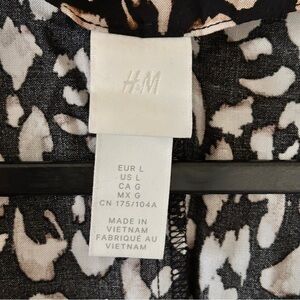 H&M
EUR L
US L
CA G
MX G
CN 175/104A
MADE IN
VIETNAM
FABRIQUÉ AU
VIETNAM